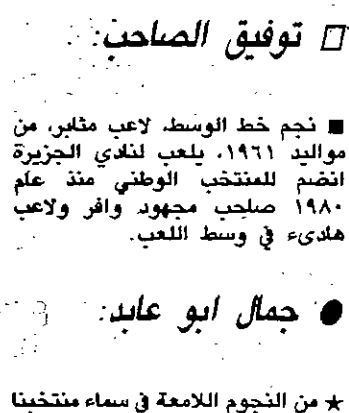 □ توفيق الصاحب:
■ نجم خط الوسط، لاعب مثابر، من
مواليد ١٩٦١، يلعب لنادي الجزيرة
انضم للمنتخب الوطني منذ عام
١٩٨٠ صاحب مجهود وافر ولاعب
هادىء في وسط اللعب.
● جمال ابو عابد:
★ من النجوم اللامعة في سماء منتخبنا